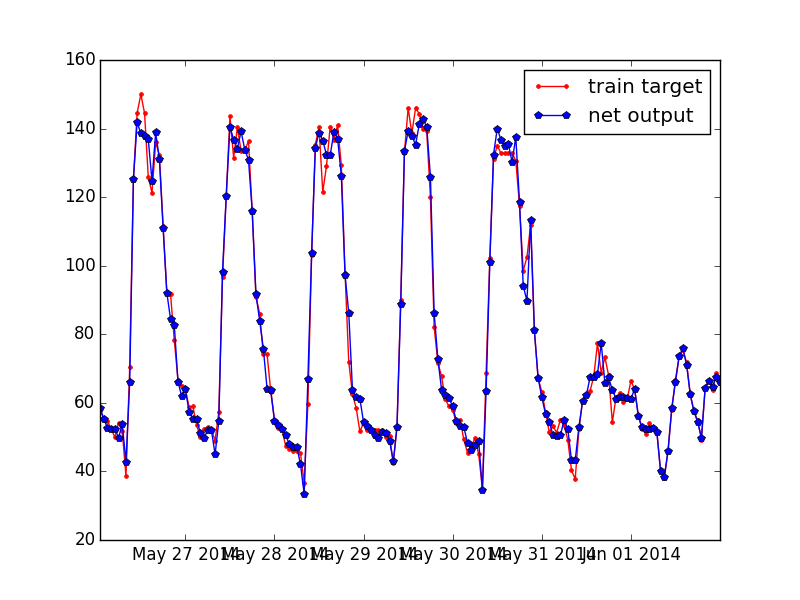 160
140
120
100
80
60
40
20
train target
net output
May 27 2014
May 28 2014
May 29 2014
May 30 2014
May 31 2014
Jun 01 2014